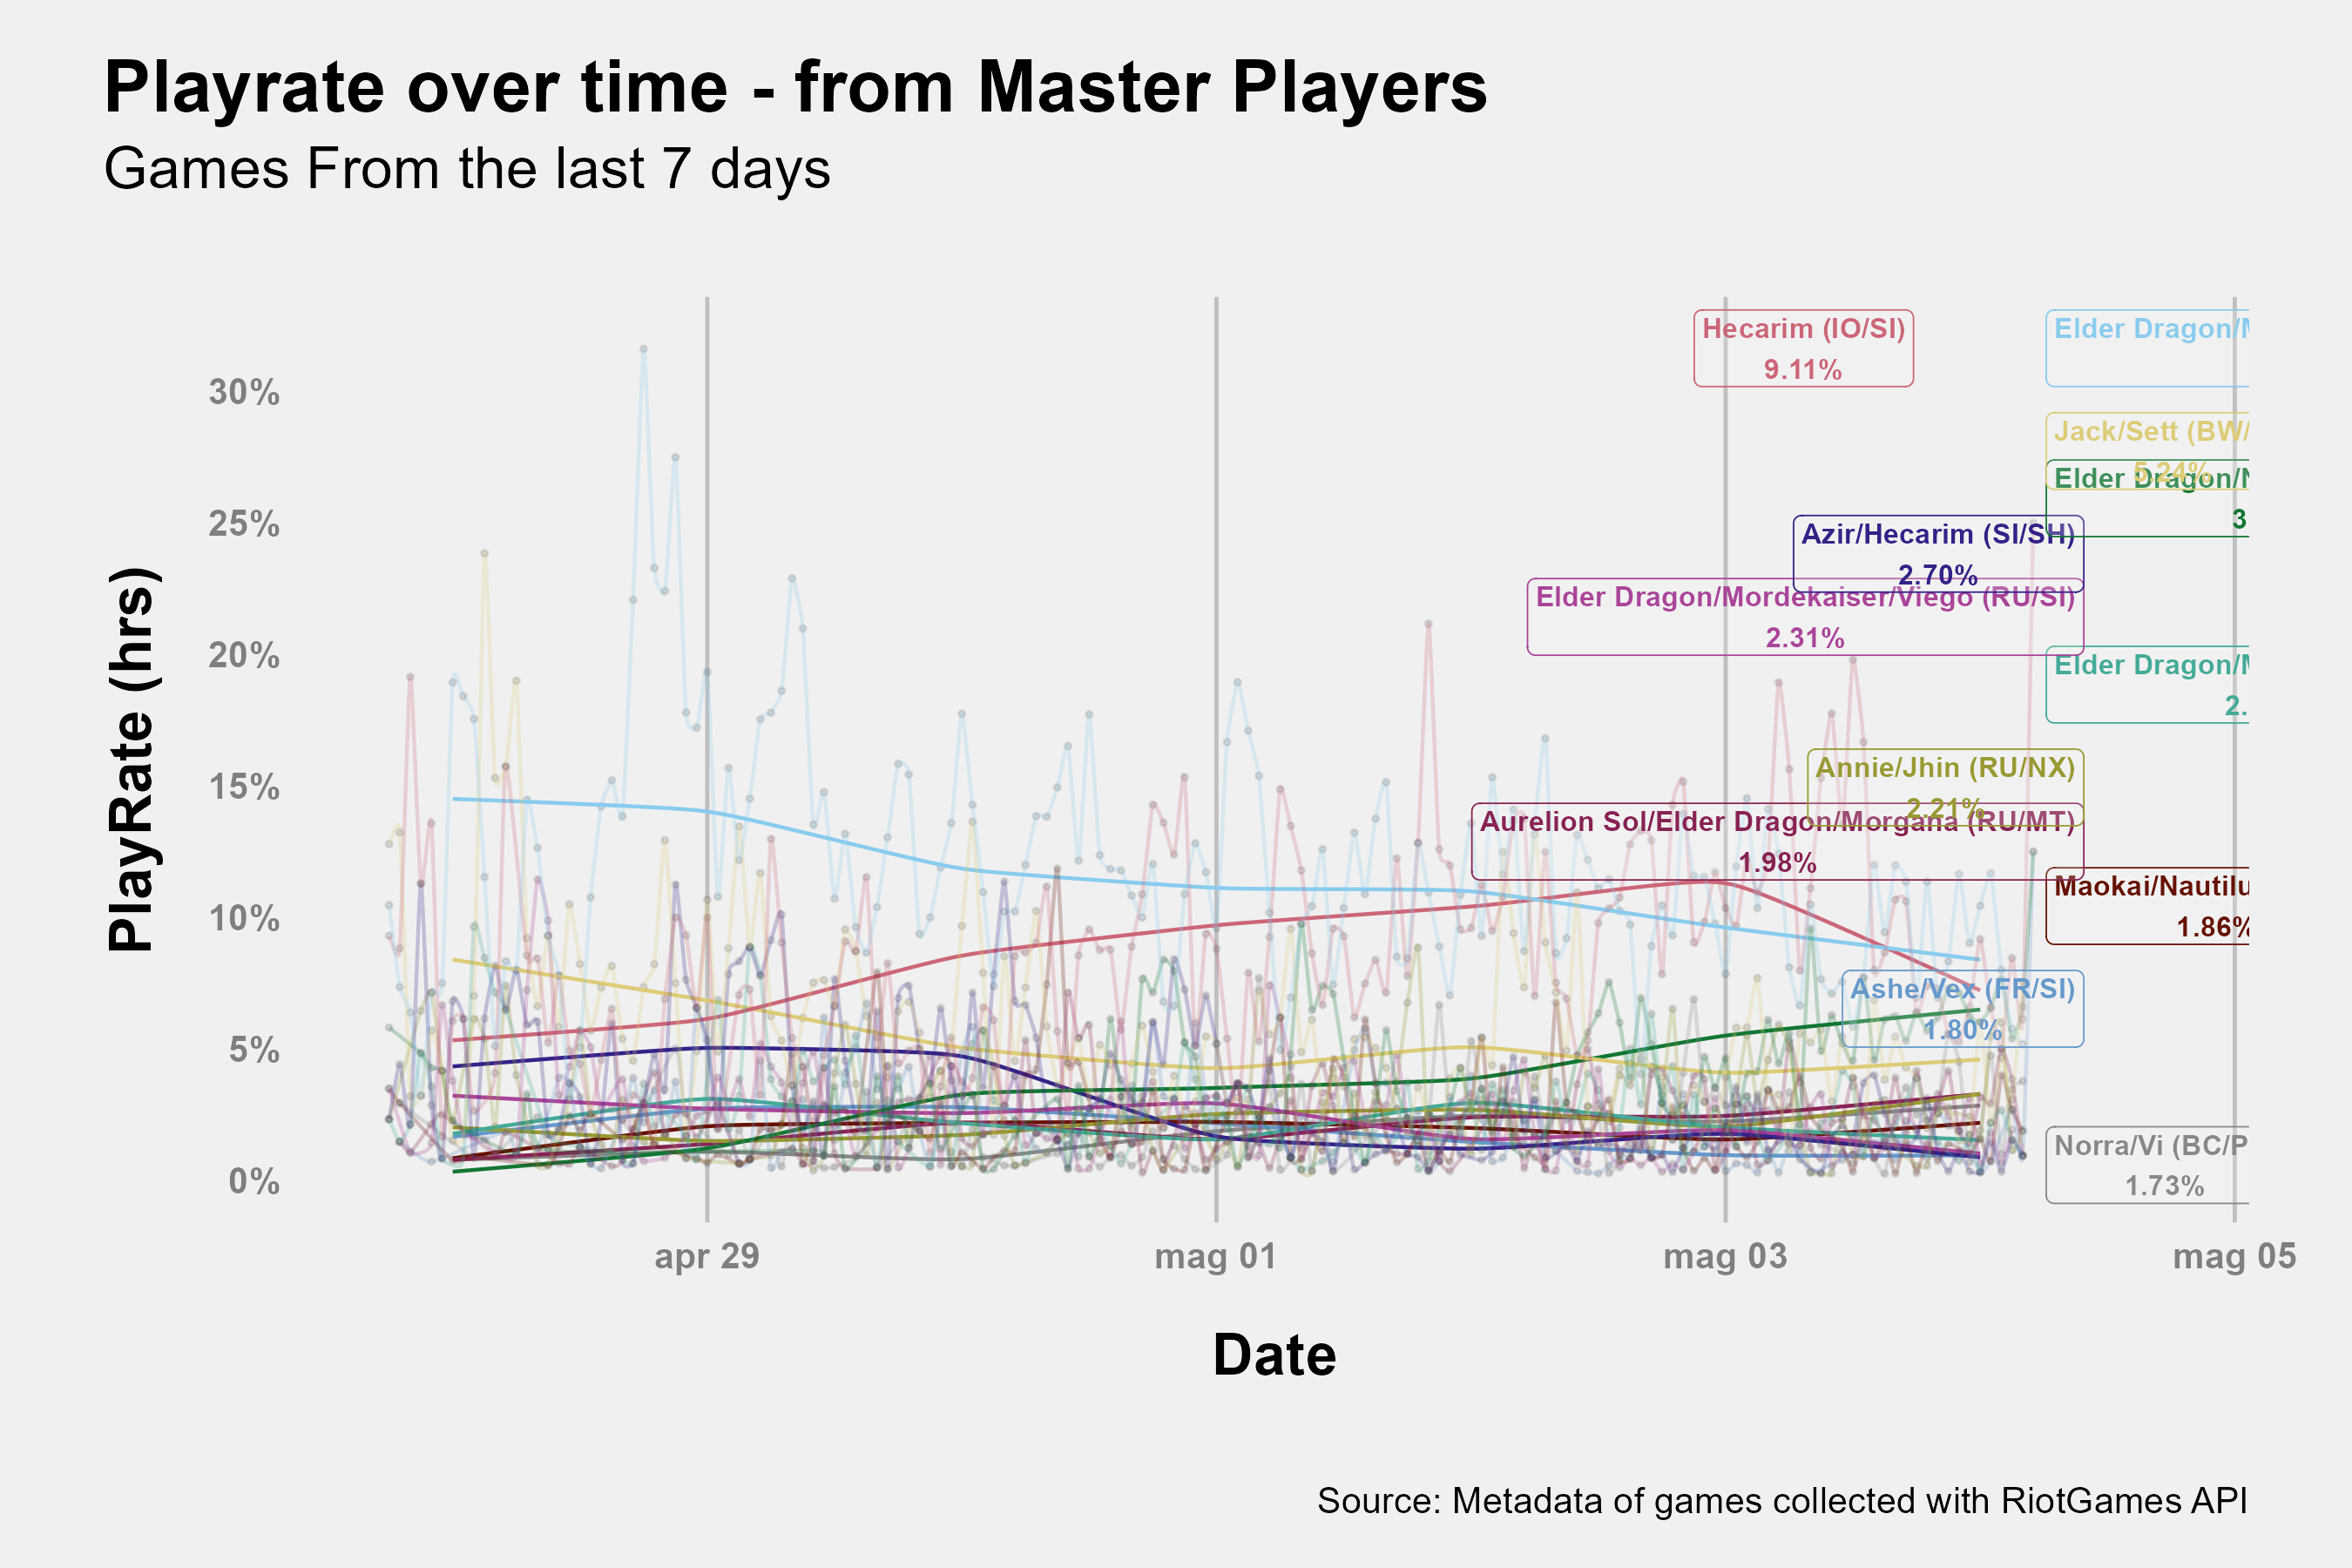 Playrate over time - from Master Players
Games From the last 7 days
PlayRate (hrs)
30%
25%
20%
15%
10%
5%
0%
Hecarim (IO/SI)
9.11%
Elder Dragon/
Jack/Sett (BW/
5.24%
Elder Dragon/
3
Azir/Hecarim (SI/SH)
2.70%
Elder Dragon/Mordekaiser/Viego (RU/SI)
2.31%
Elder Dragon/
2.
Annie/Jhin (RU/NX)
2.21%
Aurelion Sol/Elder Dragon/Morgana (RU/MT)
1.98%
Maokai/Nautilu
1.86%
Ashe/Vex (FR/SI)
1.80%
Norra/Vi (BC/P
1.73%
apr 29
mag 01
mag 03
mag 05
Date
Source: Metadata of games collected with RiotGames API